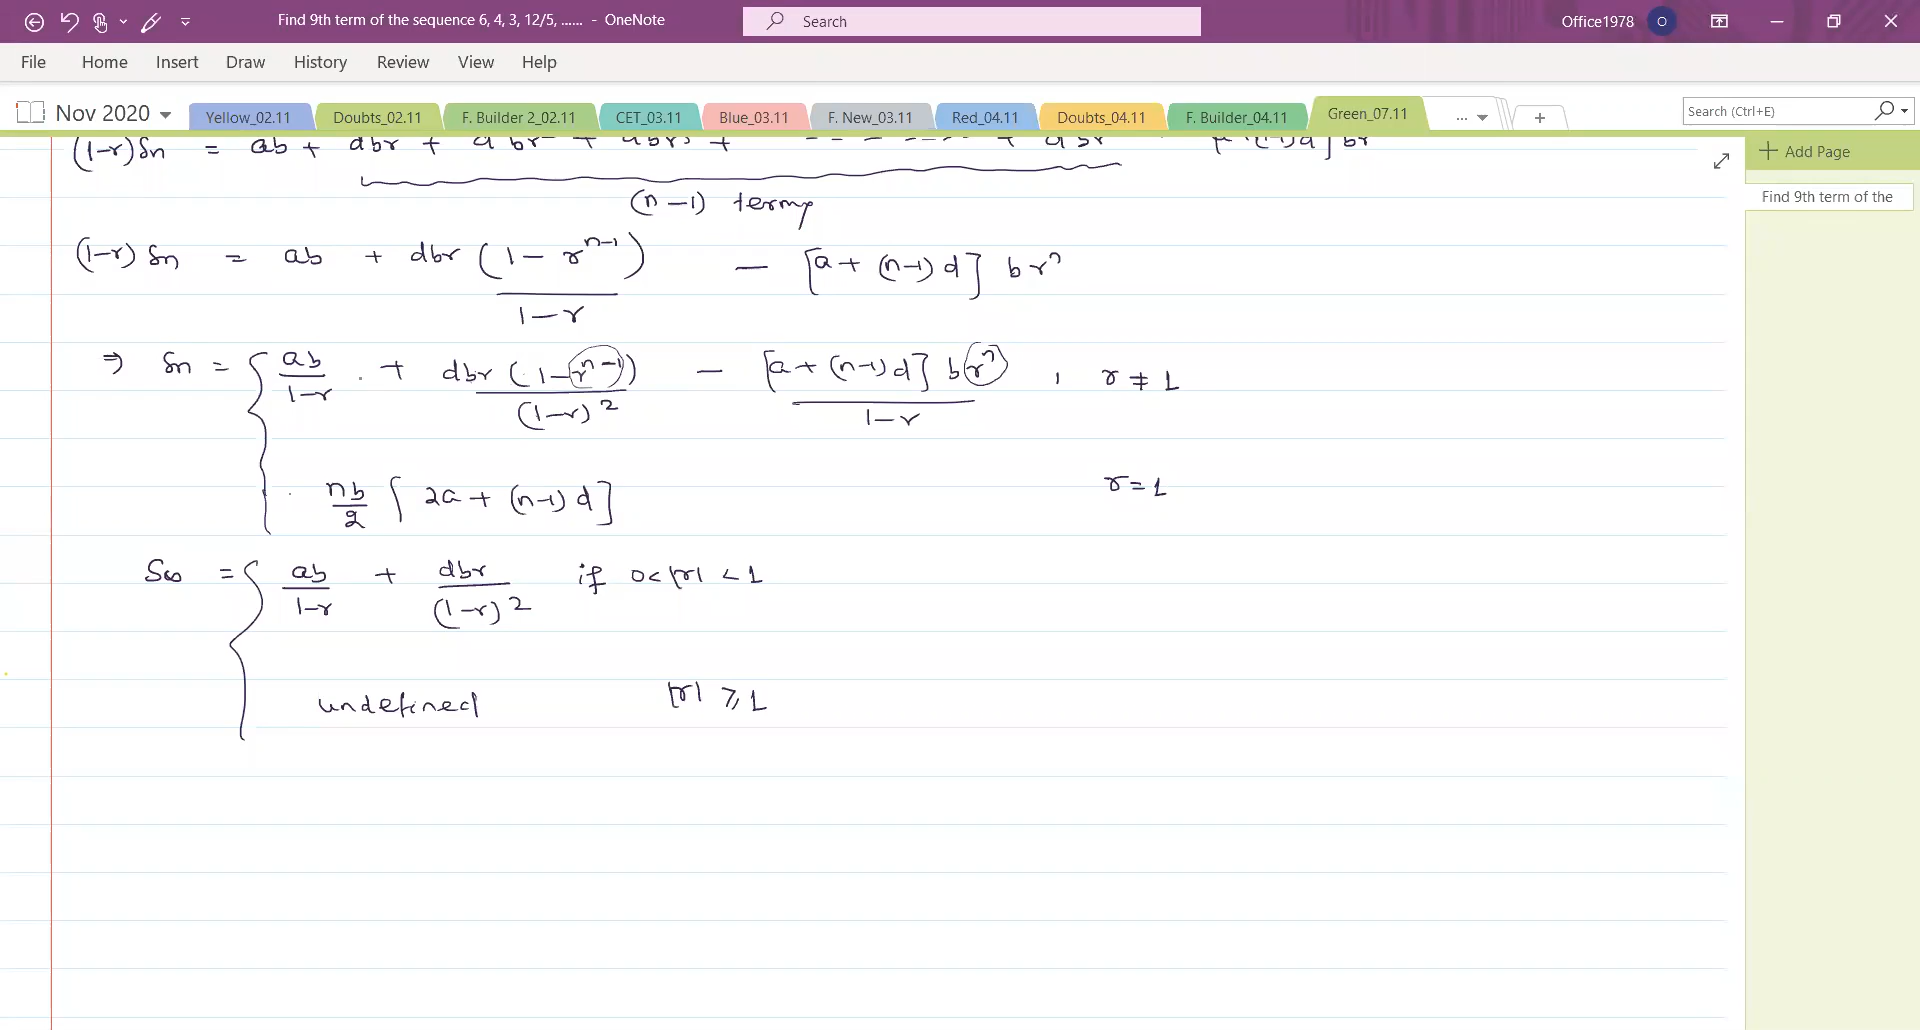 Find 9th term of the sequence 6, 4, 3, 12/5, ...... - OneNote
Search
Office1978
O
File Home Insert Draw History Review View Help
Nov 2020
Yellow_02.11 Doubts_02.11 F. Builder 2_02.11 CET_03.11 Blue_03.11 F. New_03.11 Red_04.11 Doubts_04.11 F. Builder_04.11 Green_07.11 ...
Search (Ctrl+E)
Add Page
Find 9th term of the
(1-r)Sn = ab + dbr +
(n-1) terms
(1-r) Sn = ab + dbr (1 - r^{n-1}) / (1-r) - [a + (n-1) d] b r^n
⇒ Sn = { ab/(1-r) + dbr (1 - r^{n-1}) / (1-r)^2 - [a + (n-1) d] b r^n / (1-r) , r ≠ 1
nb/2 [2a + (n-1) d] r = 1
S∞ = { ab/(1-r) + dbr/(1-r)^2 if 0 < |r| < 1
undefined |r| ⩾ 1